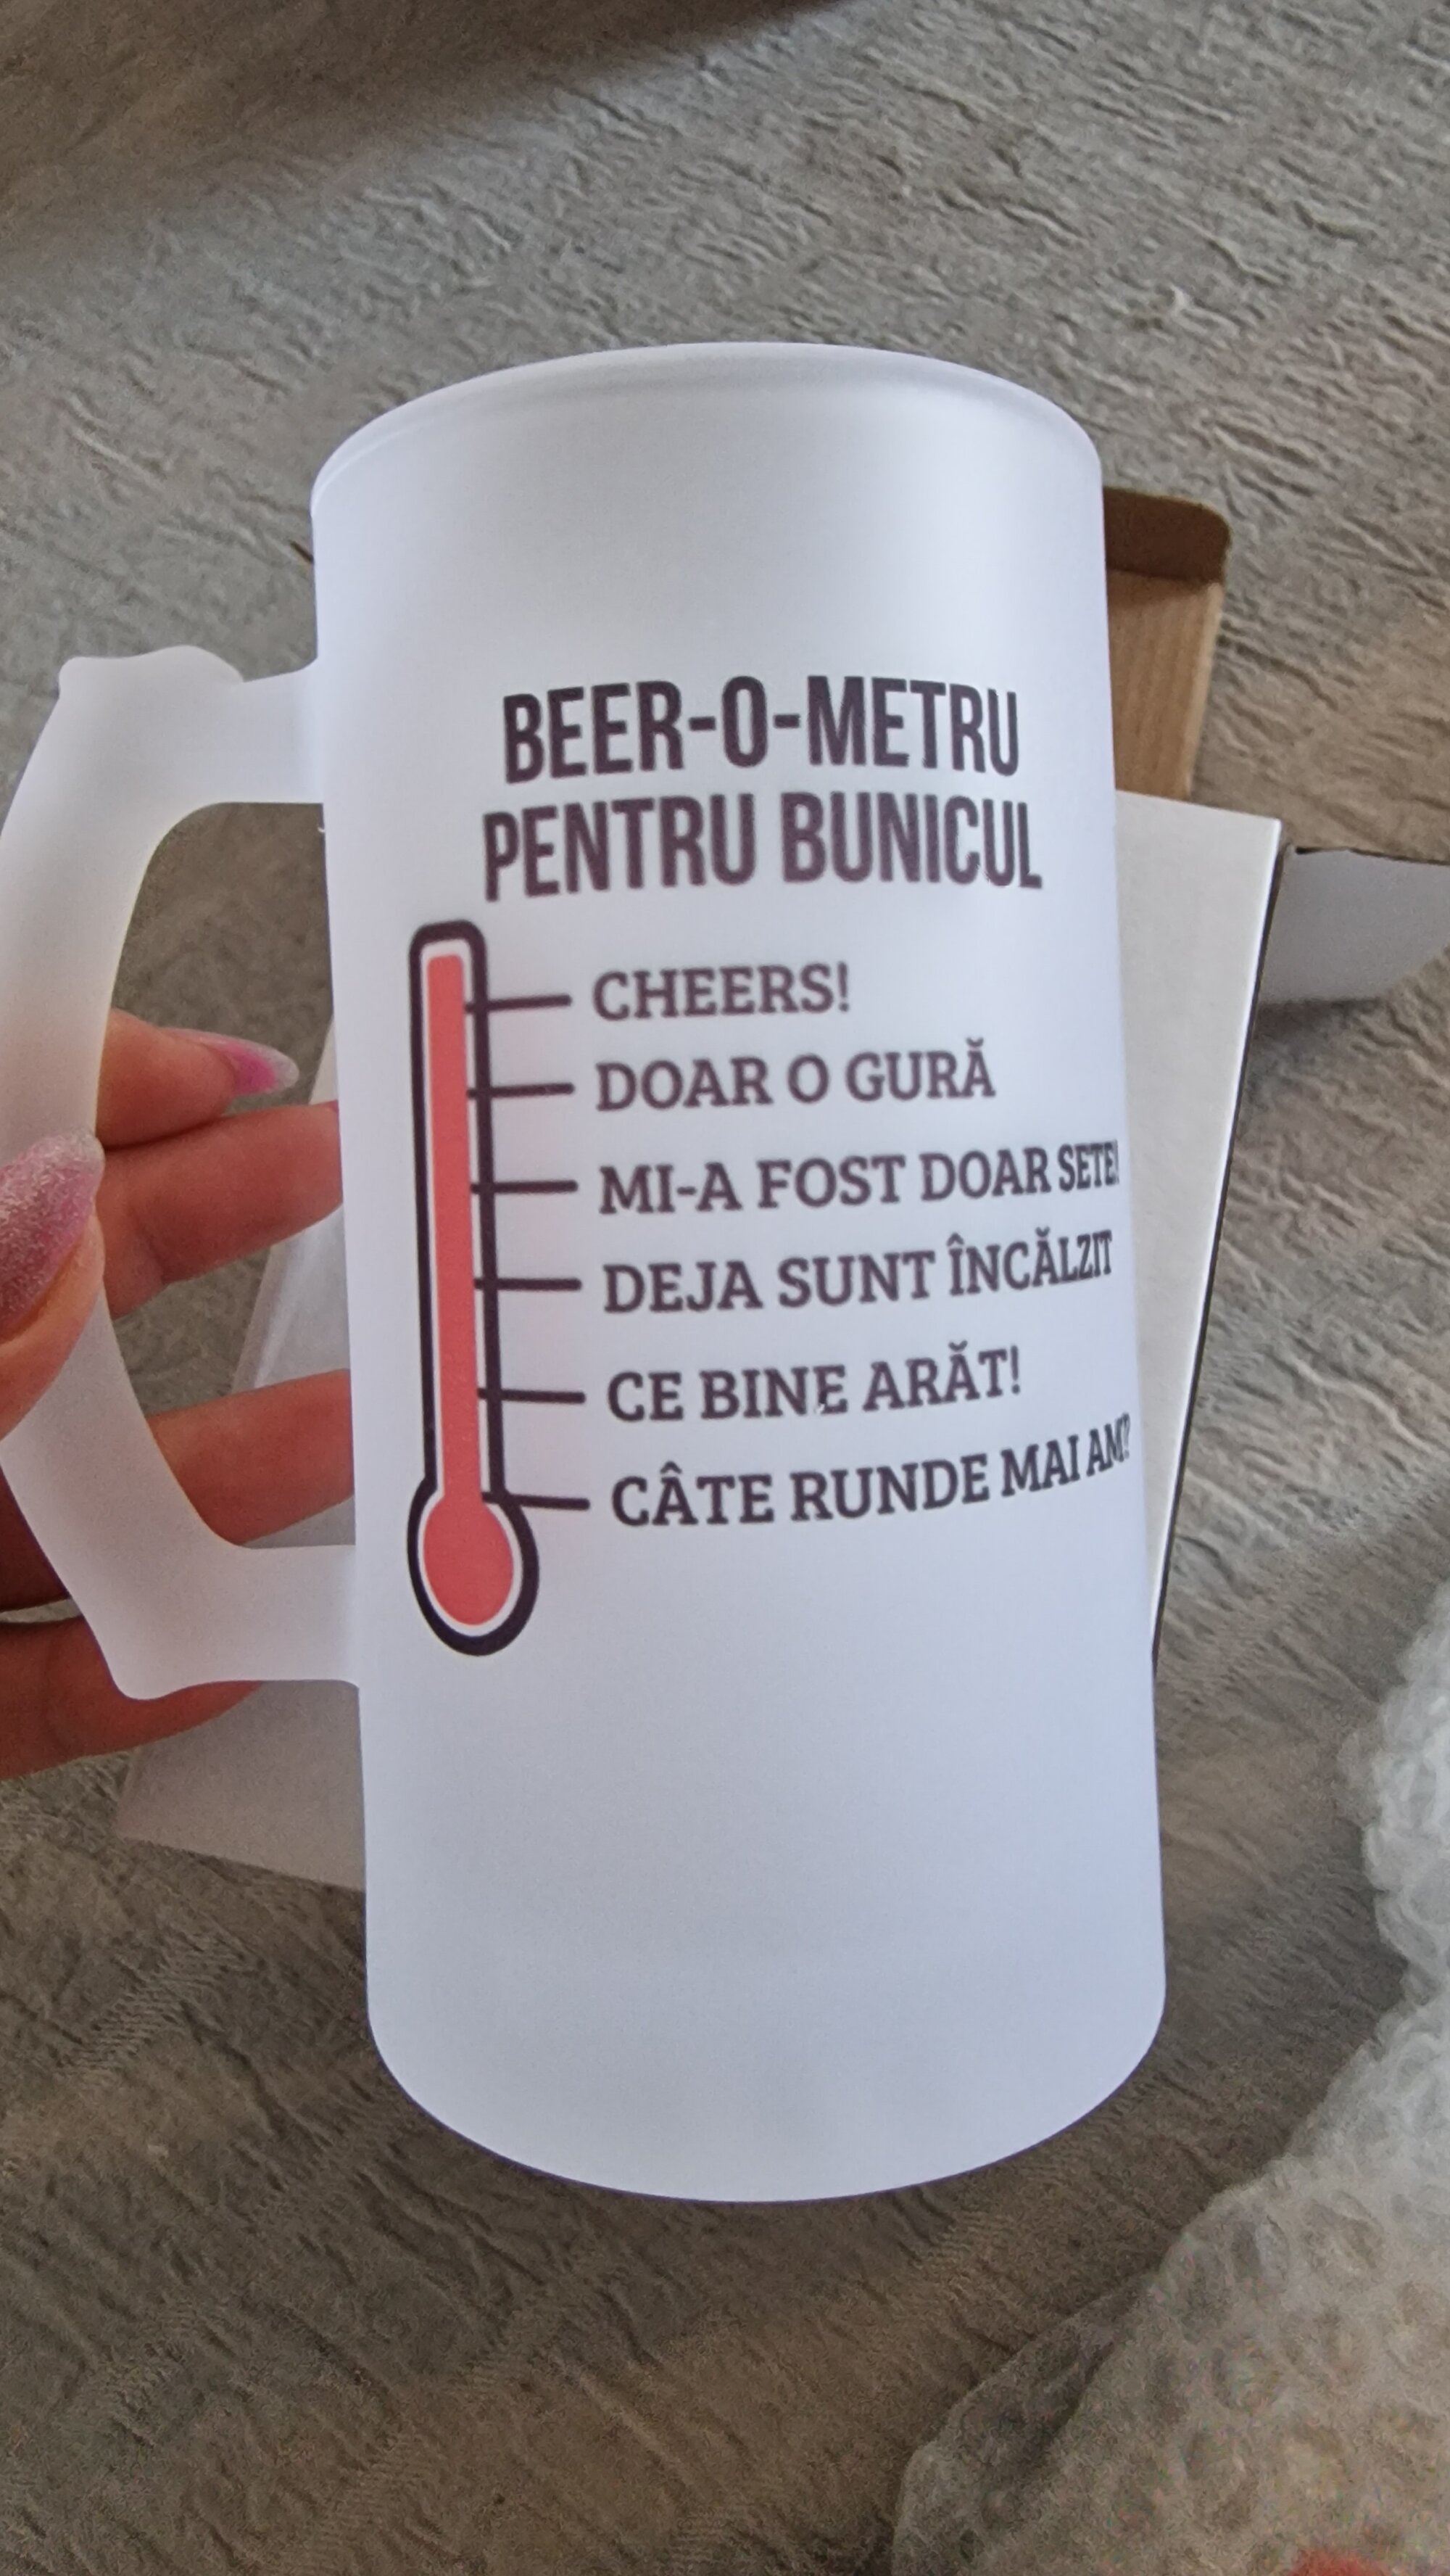 BEER-O-METRU
PENTRU BUNICUL
CHEERS!
DOAR O GURĂ
MI-A FOST DOAR SETE!
DEJA SUNT ÎNCĂLZIT
CE BINE ARĂT!
CÂTE RUNDE MAI AM?